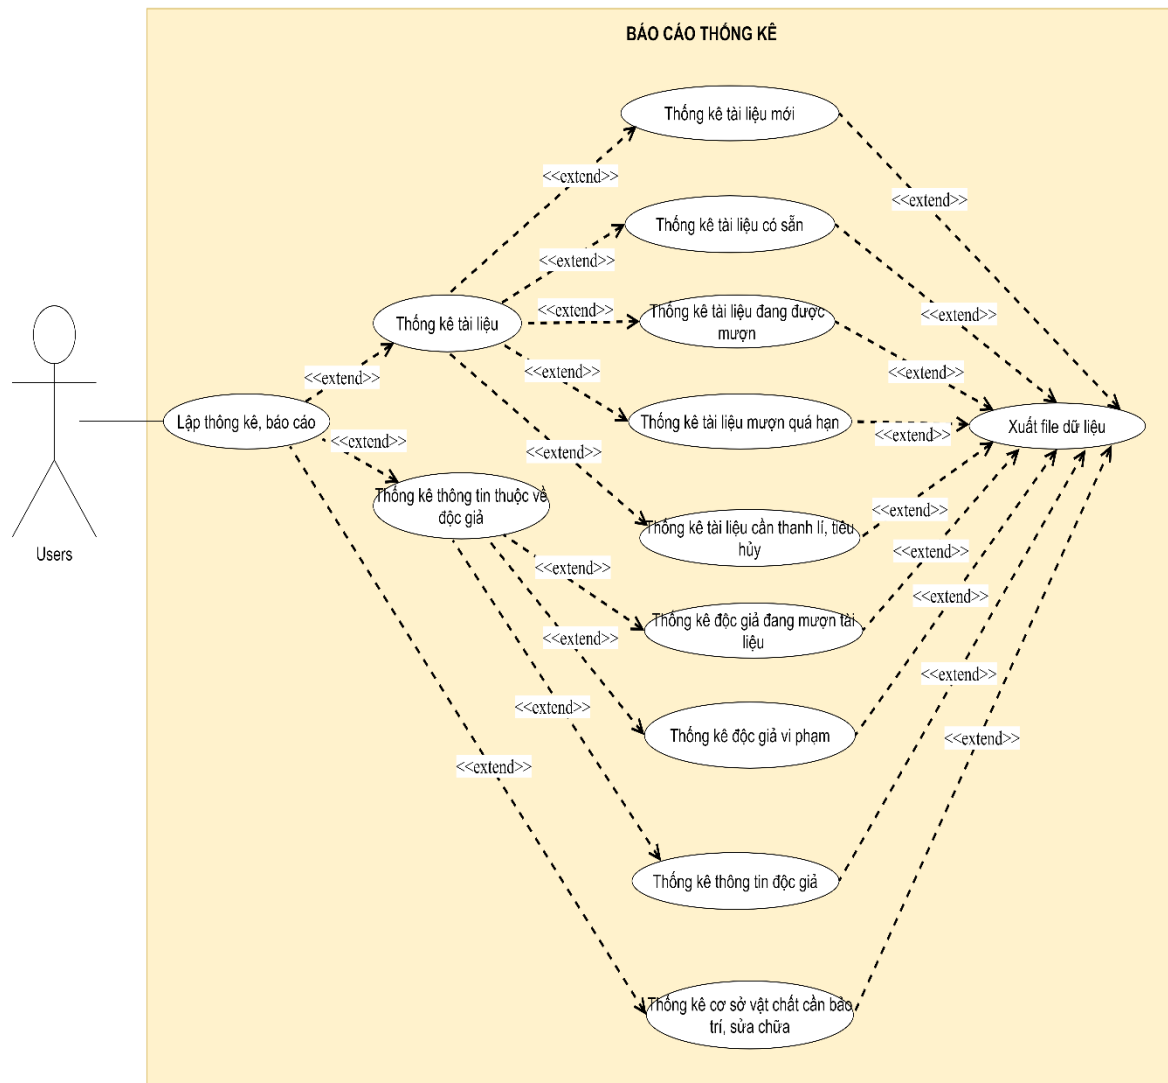 BÁO CÁO THỐNG KÊ
Thống kê tài liệu mới
<<extend>>
<<extend>>
Thống kê tài liệu có sẵn
<<extend>>
Thống kê tài liệu
<<extend>>
Thống kê tài liệu đang được
mượn
<<extend>>
<<extend>>
<<extend>>
<<extend>>
Lập thông kê, báo cáo
Thống kê tài liệu mượn quá hạn
<<extend>>
Xuất file dữ liệu
<<extend>>
<<extend>>
Thống kê thông tin thuộc về
độc giả
<<extend>>
Thống kê tài liệu cần thanh lí, tiêu
hủy
Users
<<extend>>
<<extend>>
<<extend>>
Thống kê độc giả đang mượn tài
liệu
<<extend>>
<<extend>>
<<extend>>
Thống kê độc giả vi phạm
<<extend>>
<<extend>>
Thống kê thông tin độc giả
Thống kê cơ sở vật chất cần bảo
trí, sửa chữa